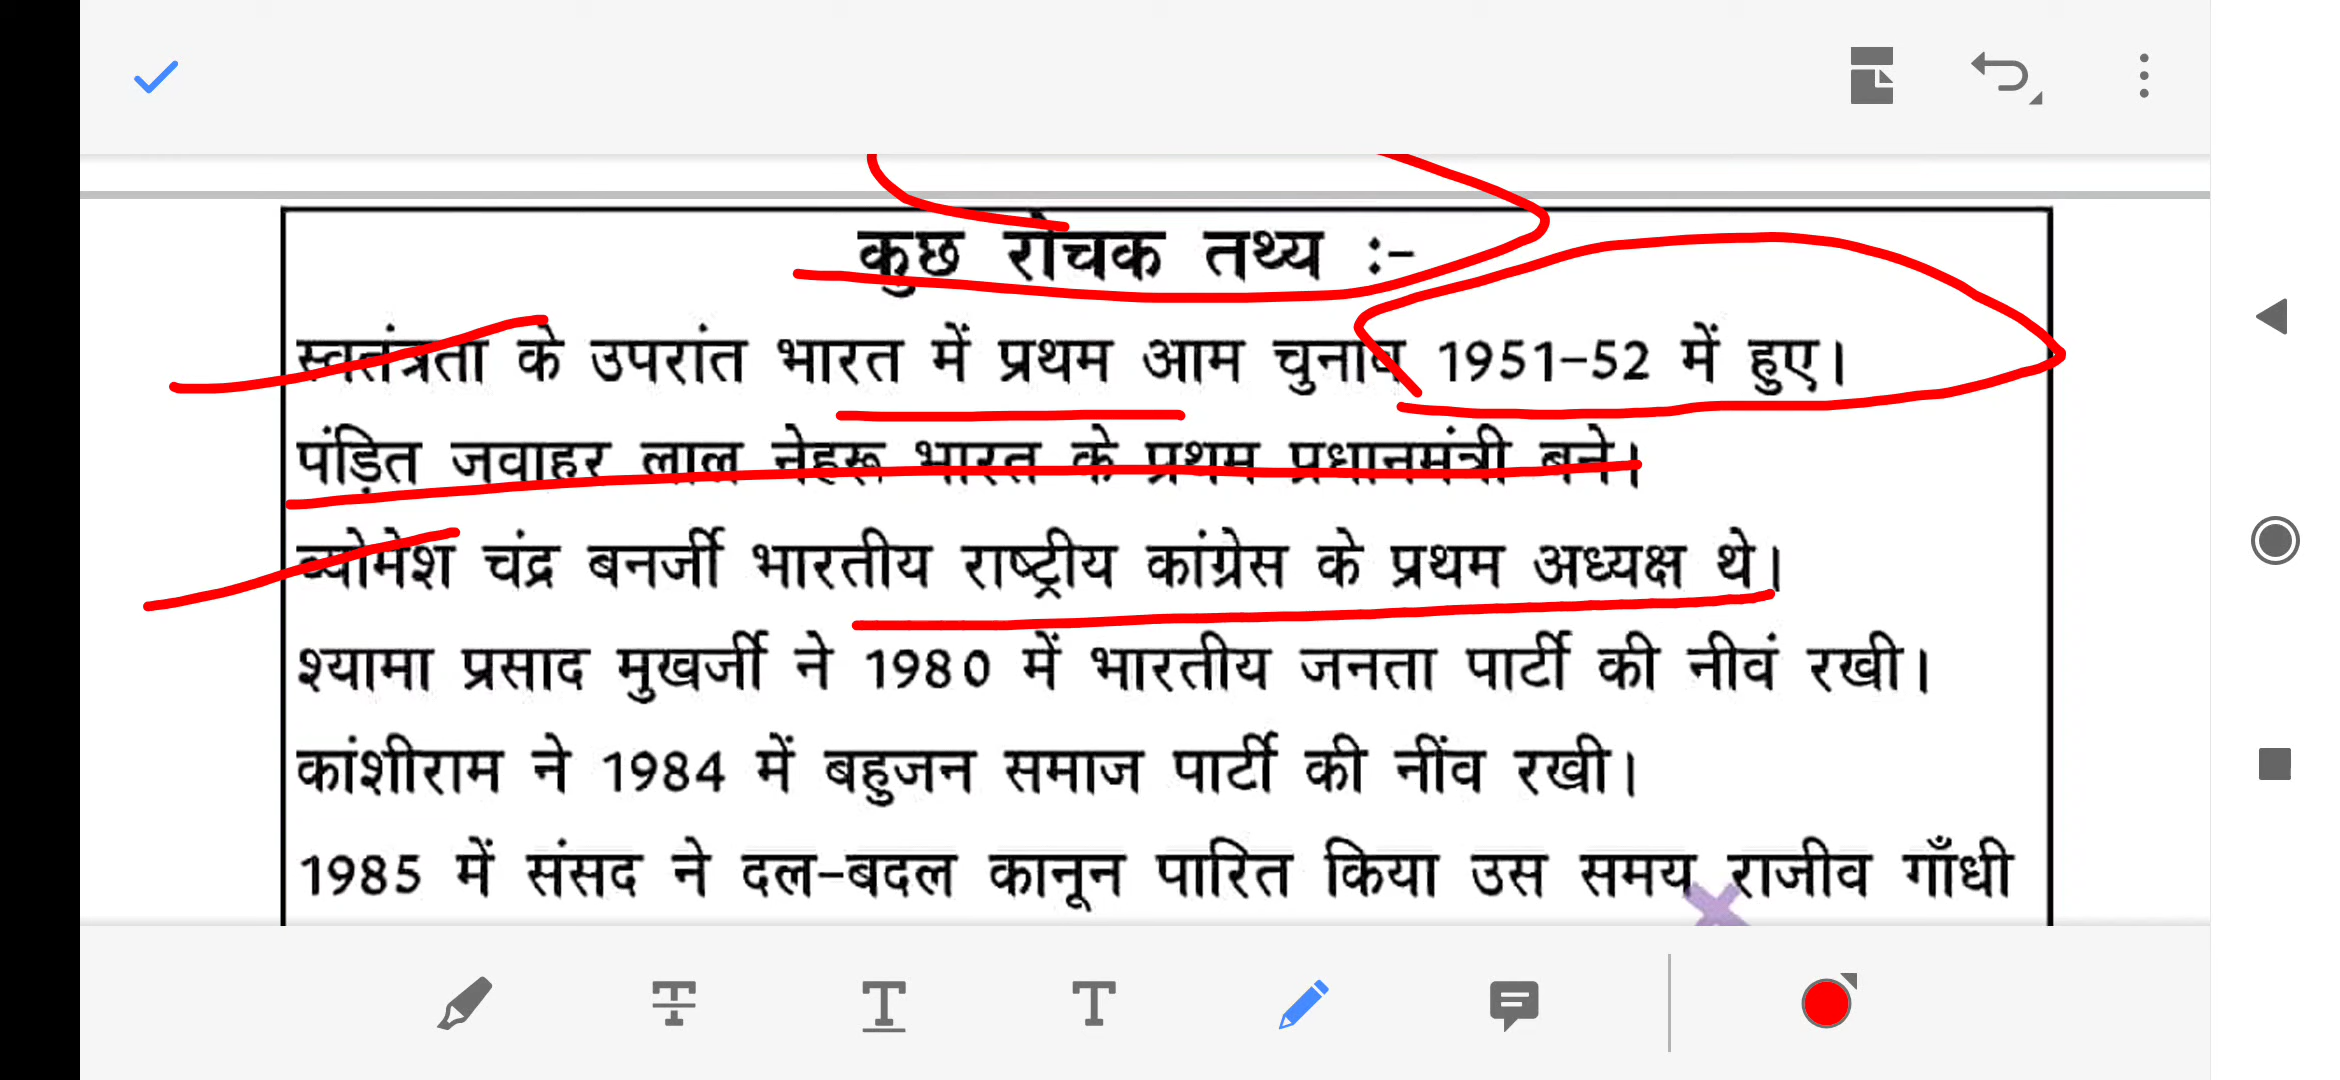 कुछ रोचक तथ्य :-
स्वतंत्रता के उपरांत भारत में प्रथम आम चुनाव 1951-52 में हुए।
पंड़ित जवाहर लाल नेहरू भारत के प्रथम प्रधानमंत्री बने।
व्योमेश चंद्र बनर्जी भारतीय राष्ट्रीय कांग्रेस के प्रथम अध्यक्ष थे।
श्यामा प्रसाद मुखर्जी ने 1980 में भारतीय जनता पार्टी की नीवं रखी।
कांशीराम ने 1984 में बहुजन समाज पार्टी की नींव रखी।
1985 में संसद ने दल-बदल कानून पारित किया उस समय राजीव गाँधी